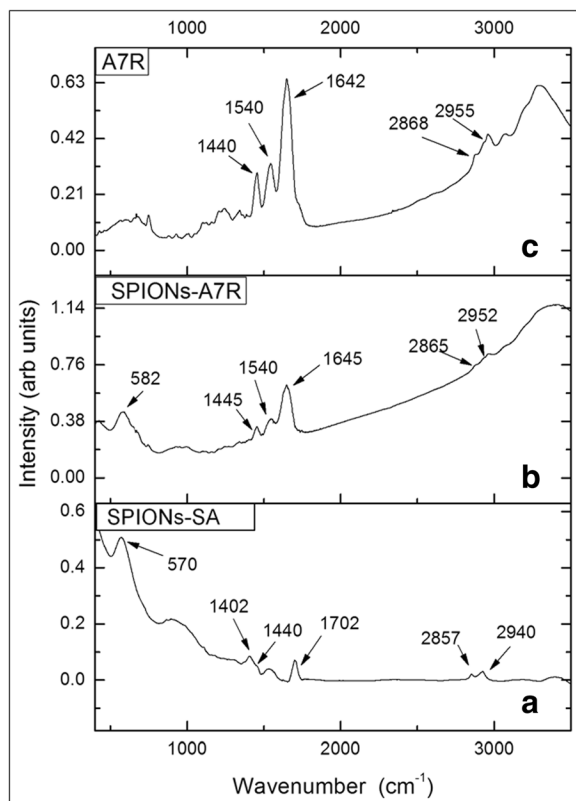 1000 2000 3000
A7R
0.63
0.42
0.21
0.00
1440
1540
1642
2868
2955
c
SPIONs-A7R
1.14
0.76
0.38
0.00
582
1445
1540
1645
2865
2952
b
SPIONs-SA
0.6
0.4
0.2
0.0
570
1402
1440
1702
2857
2940
a
1000 2000 3000
Intensity (arb units)
Wavenumber (cm⁻¹)